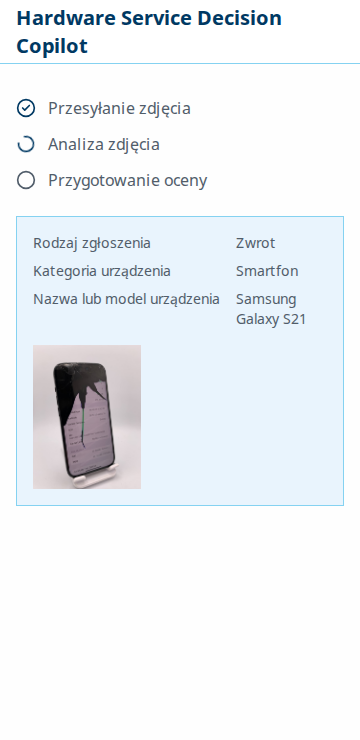 Hardware Service Decision
Copilot
Przesyłanie zdjęcia
Analiza zdjęcia
Przygotowanie oceny
Rodzaj zgłoszenia
Zwrot
Kategoria urządzenia
Smartfon
Nazwa lub model urządzenia
Samsung
Galaxy S21